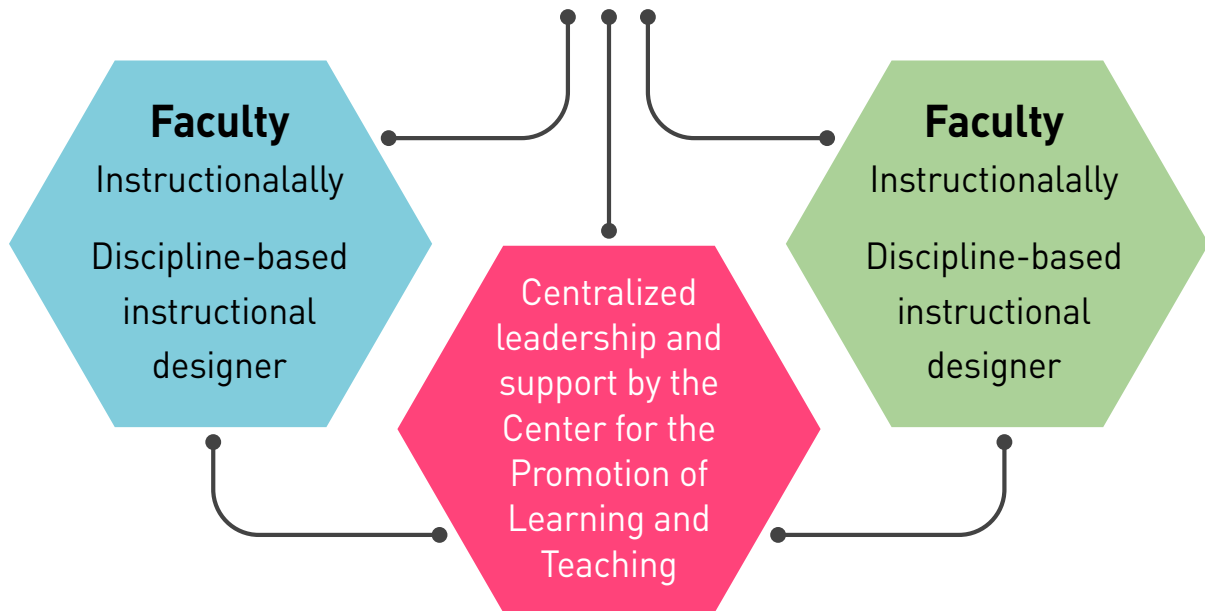 Faculty
Instructionalally
Discipline-based
instructional
designer
Centralized
leadership and
support by the
Center for the
Promotion of
Learning and
Teaching
Faculty
Instructionalally
Discipline-based
instructional
designer